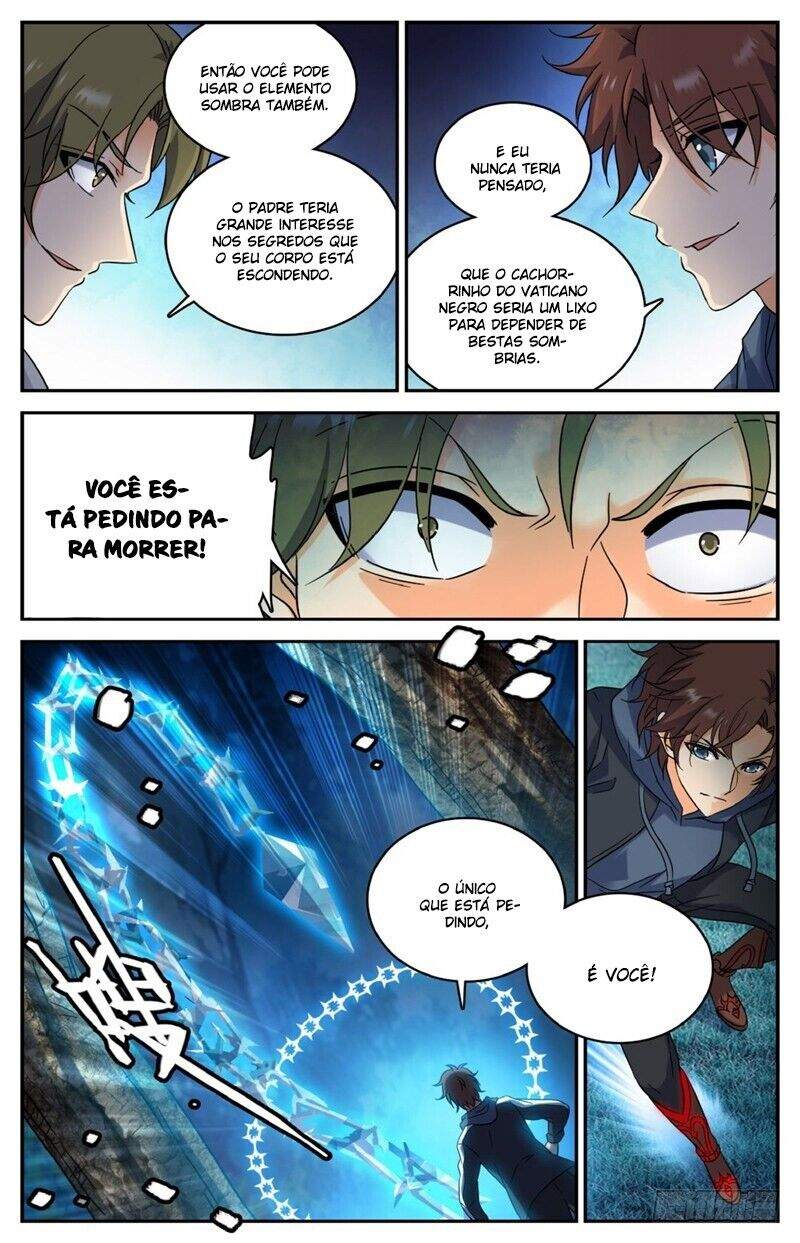 ENTÃO VOCÊ PODE
USAR O ELEMENTO
SOMBRA TAMBÉM.
O PADRE TERIA
GRANDE INTERESSE
NOS SEGREDOS QUE
O SEU CORPO ESTÁ
ESCONDENDO.
E EU
NUNCA TERIA
PENSADO,
QUE O CACHOR-
RINHO DO VATICANO
NEGRO SERIA UM LIXO
PARA DEPENDER DE
BESTAS SOM-
BRIAS.
VOCÊ ES-
TÁ PEDINDO PA-
RA MORRER!
O ÚNICO
QUE ESTÁ PE-
DINDO,
É VOCÊ!